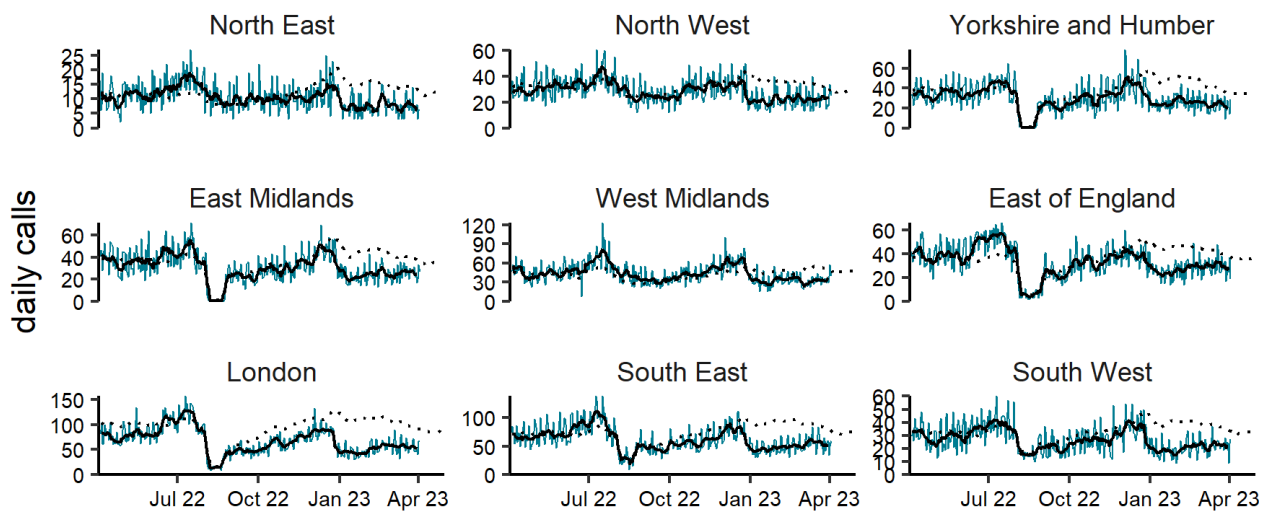 North East North West Yorkshire and Humber
25 60
20 60
15 40 40
10 20 20
5
0 0 0
East Midlands West Midlands East of England
60 120 60
90
40 60 40
20 30 20
0 0 0
daily calls
London South East South West
150 60
100 50
100 40
50 50 30
20
10
0 0 0
Jul 22 Oct 22 Jan 23 Apr 23 Jul 22 Oct 22 Jan 23 Apr 23 Jul 22 Oct 22 Jan 23 Apr 23